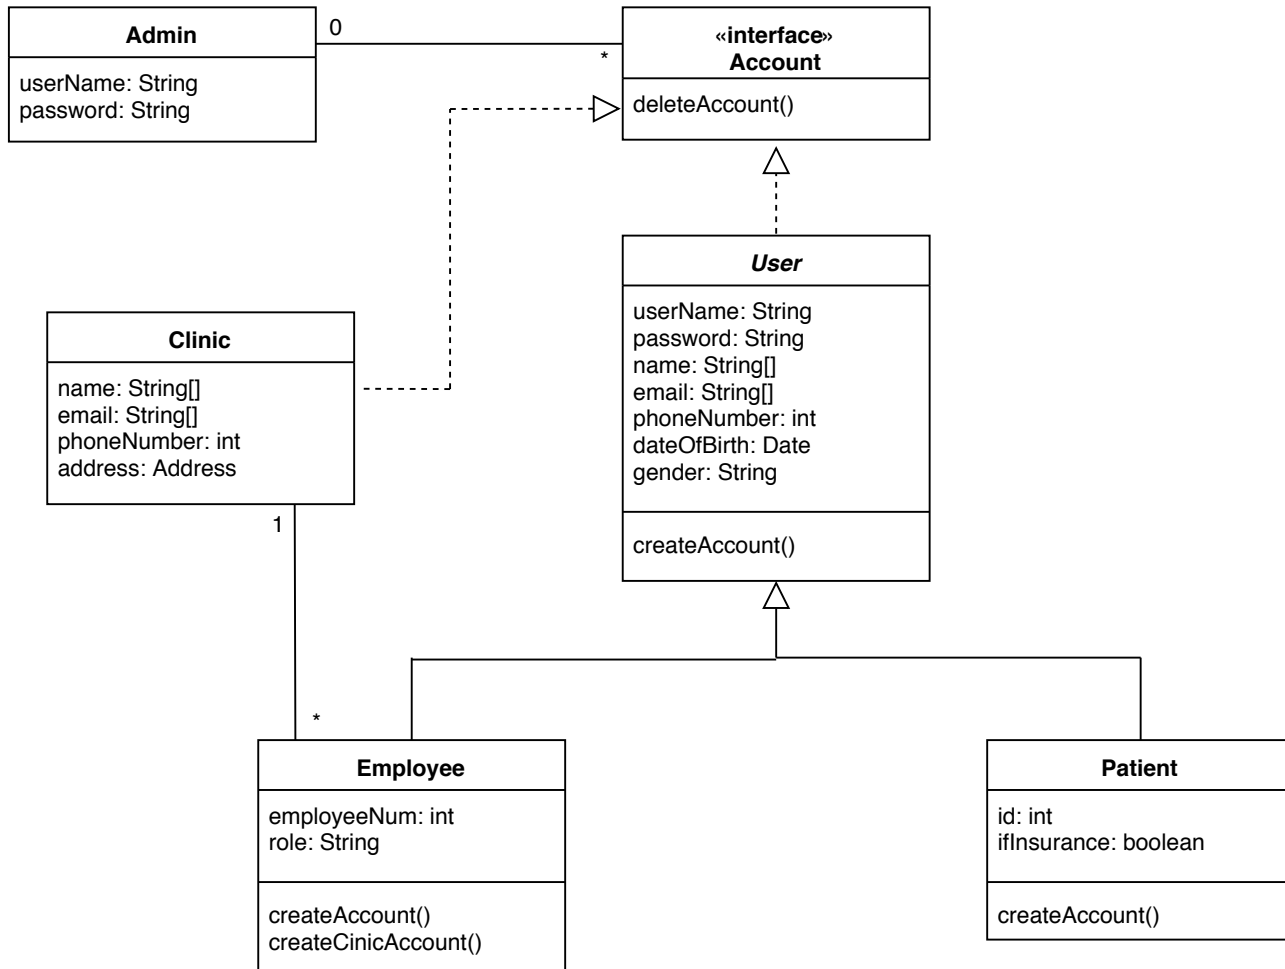 Admin
userName: String
password: String
0
*
«interface»
Account
deleteAccount()
User
userName: String
password: String
name: String[]
email: String[]
phoneNumber: int
dateOfBirth: Date
gender: String
createAccount()
Clinic
name: String[]
email: String[]
phoneNumber: int
address: Address
1
*
Employee
employeeNum: int
role: String
createAccount()
createCinicAccount()
Patient
id: int
ifInsurance: boolean
createAccount()